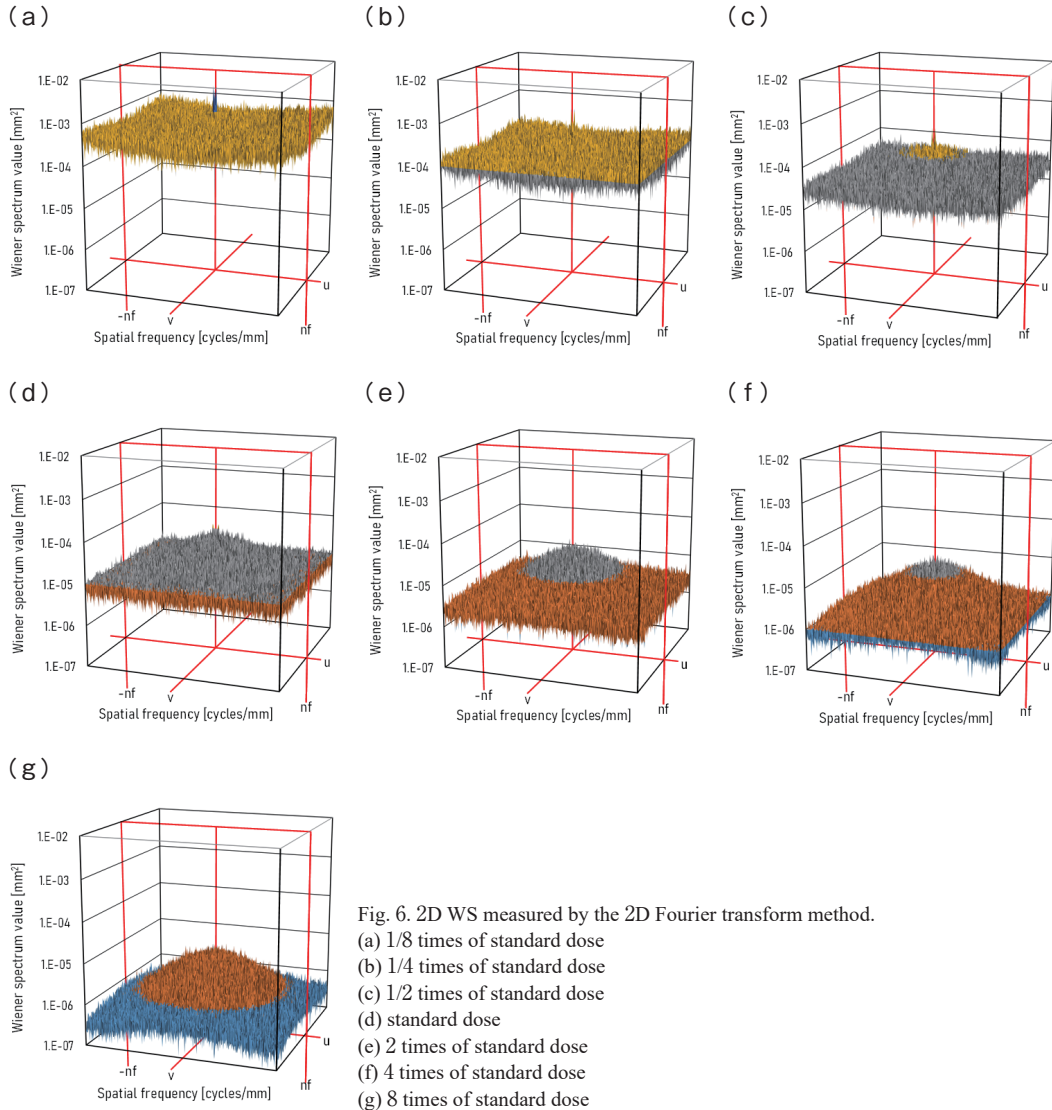 (a)
(b)
(c)
1.E-02
1.E-03
1.E-04
1.E-05
1.E-06
1.E-07
Wiener spectrum value [mm²]
-nf
v
nf
u
Spatial frequency [cycles/mm]
1.E-02
1.E-03
1.E-04
1.E-05
1.E-06
1.E-07
Wiener spectrum value [mm²]
-nf
v
nf
u
Spatial frequency [cycles/mm]
1.E-02
1.E-03
1.E-04
1.E-05
1.E-06
1.E-07
Wiener spectrum value [mm²]
-nf
v
nf
u
Spatial frequency [cycles/mm]
(d)
(e)
(f)
1.E-02
1.E-03
1.E-04
1.E-05
1.E-06
1.E-07
Wiener spectrum value [mm²]
-nf
v
nf
u
Spatial frequency [cycles/mm]
1.E-02
1.E-03
1.E-04
1.E-05
1.E-06
1.E-07
Wiener spectrum value [mm²]
-nf
v
nf
u
Spatial frequency [cycles/mm]
1.E-02
1.E-03
1.E-04
1.E-05
1.E-06
1.E-07
Wiener spectrum value [mm²]
-nf
v
nf
u
Spatial frequency [cycles/mm]
(g)
1.E-02
1.E-03
1.E-04
1.E-05
1.E-06
1.E-07
Wiener spectrum value [mm²]
-nf
v
nf
u
Spatial frequency [cycles/mm]
Fig. 6. 2D WS measured by the 2D Fourier transform method.
(a) 1/8 times of standard dose
(b) 1/4 times of standard dose
(c) 1/2 times of standard dose
(d) standard dose
(e) 2 times of standard dose
(f) 4 times of standard dose
(g) 8 times of standard dose